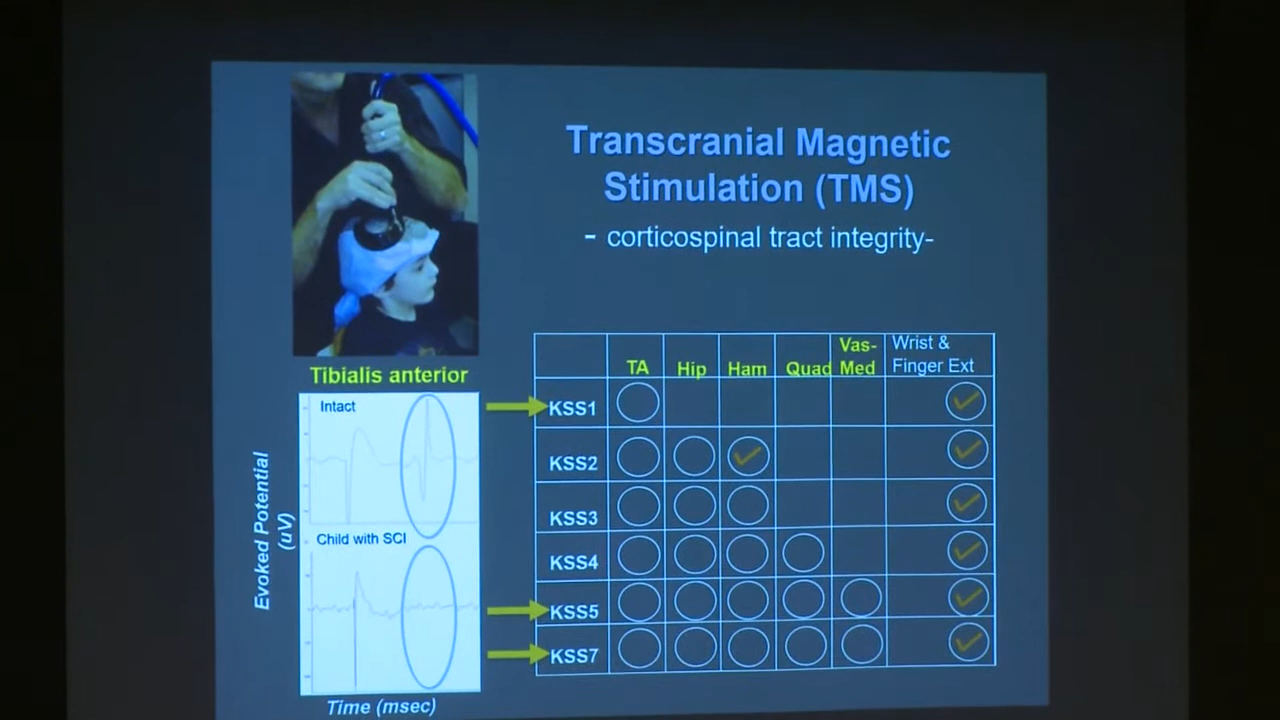 Transcranial Magnetic
Stimulation (TMS)
- corticospinal tract integrity-
Tibialis anterior
Intact
Child with SCI
Evoked Potential
(uV)
Time (msec)
TA Hip Ham Quad Vas-Med Wrist & Finger Ext
KSS1
KSS2
KSS3
KSS4
KSS5
KSS7